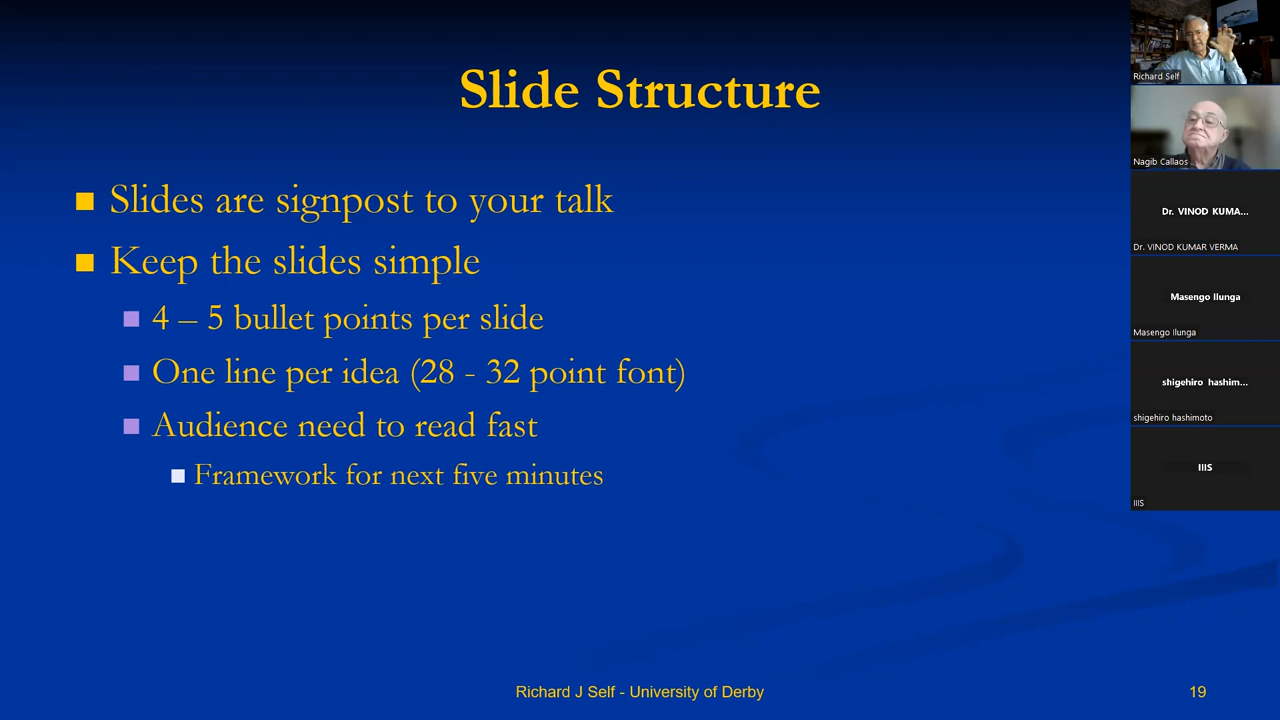 Slide Structure
Slides are signpost to your talk
Keep the slides simple
4 – 5 bullet points per slide
One line per idea (28 - 32 point font)
Audience need to read fast
Framework for next five minutes
Richard J Self - University of Derby
19
Richard Self
Nagib Callaos
Dr. VINOD KUMA...
Dr. VINOD KUMAR VERMA
Masengo Ilunga
Masengo Ilunga
shigehiro hashim...
shigehiro hashimoto
IIIS
IIIS